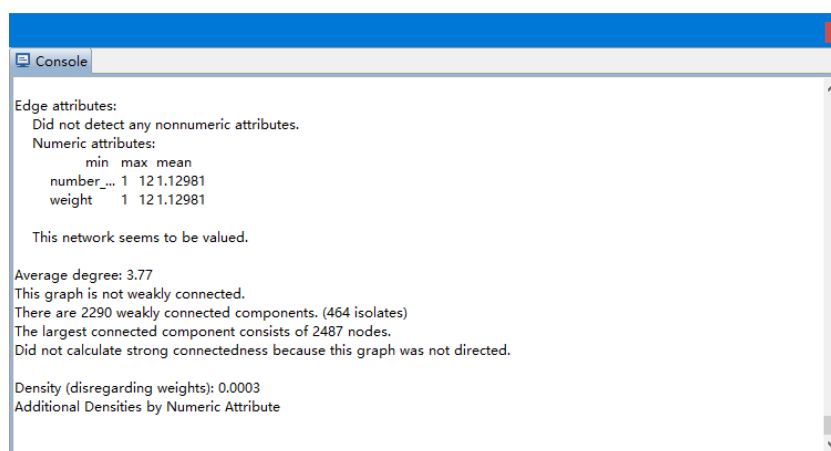 Console
Edge attributes:
Did not detect any nonnumeric attributes.
Numeric attributes:
min max mean
number_... 1 12 1.12981
weight 1 12 1.12981
This network seems to be valued.
Average degree: 3.77
This graph is not weakly connected.
There are 2290 weakly connected components. (464 isolates)
The largest connected component consists of 2487 nodes.
Did not calculate strong connectedness because this graph was not directed.
Density (disregarding weights): 0.0003
Additional Densities by Numeric Attribute